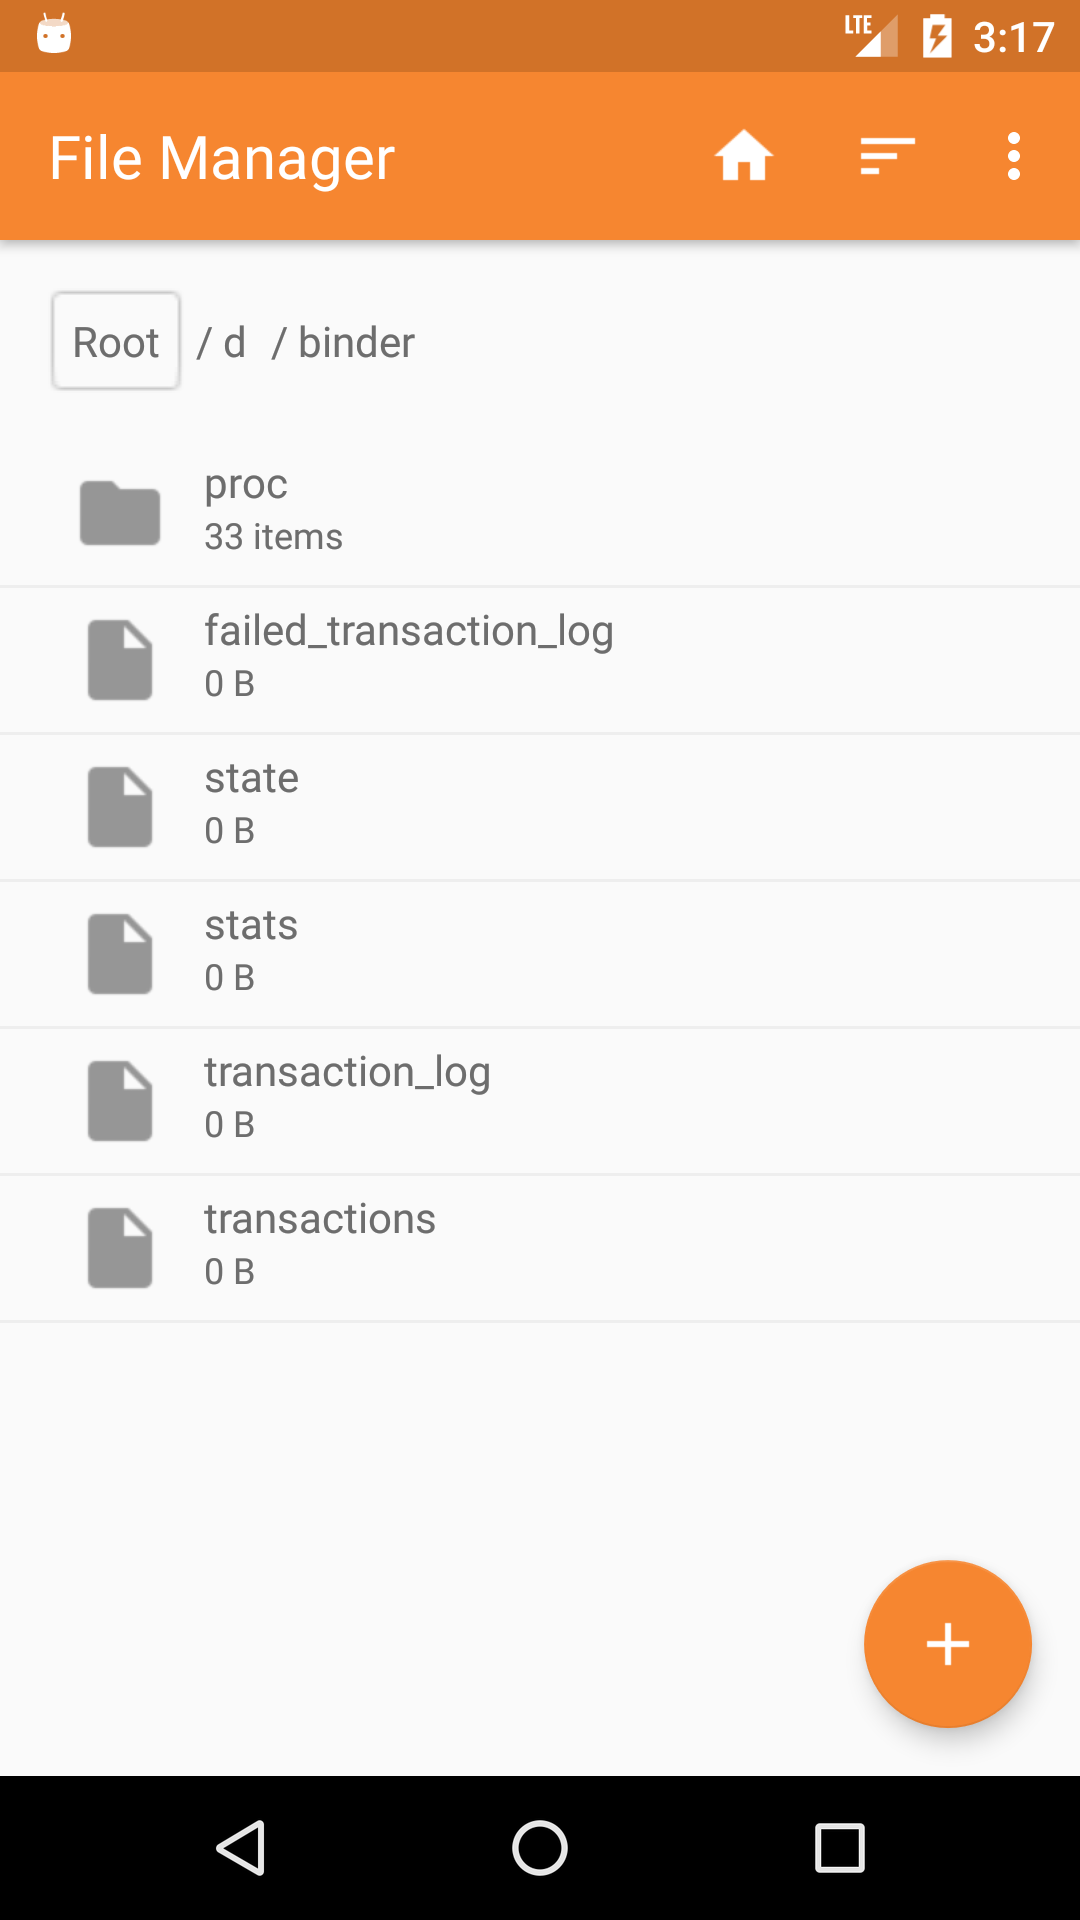 LTE 3:17
File Manager
Root / d / binder
proc
33 items
failed_transaction_log
0 B
state
0 B
stats
0 B
transaction_log
0 B
transactions
0 B